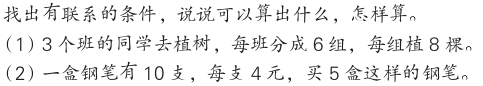 找出有联系的条件，说说可以算出什么，怎样算。
（1）3个班的同学去植树，每班分成6组，每组植8棵。
（2）一盒钢笔有10支，每支4元，买5盒这样的钢笔。